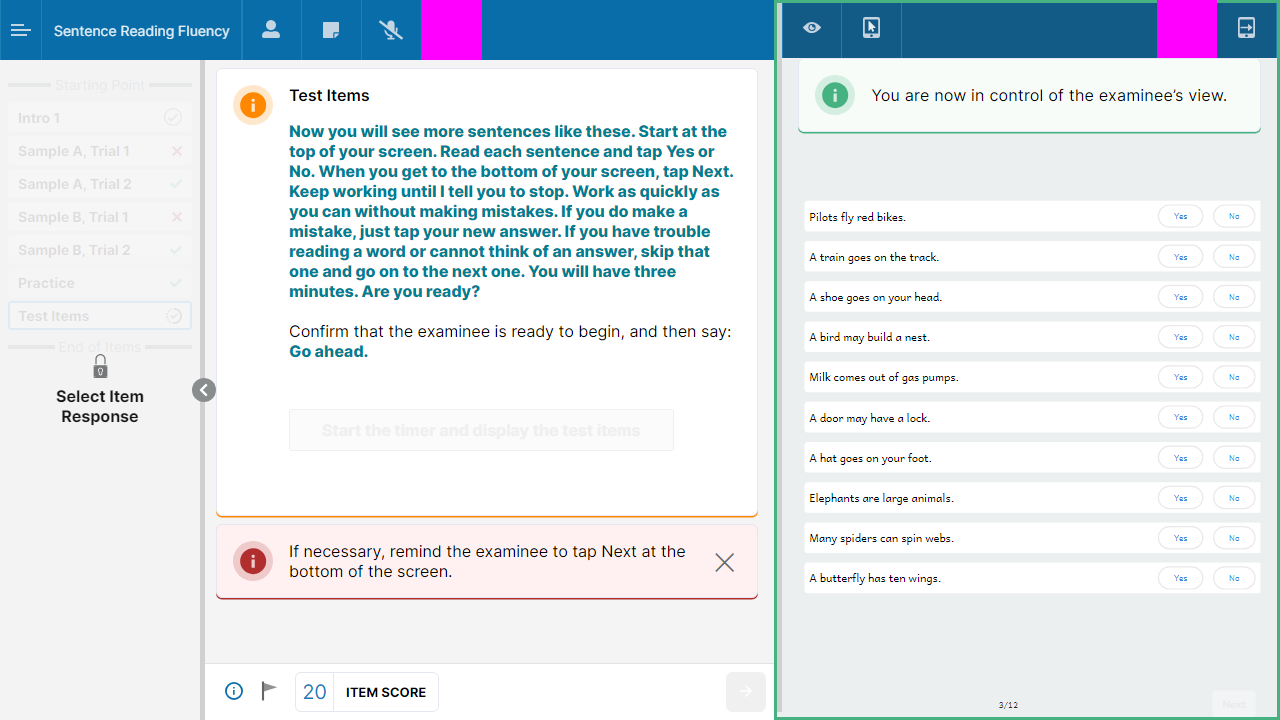 Sentence Reading Fluency
Starting Point
Intro 1
Sample A, Trial 1
Sample A, Trial 2
Sample B, Trial 1
Sample B, Trial 2
Practice
Test Items
End of Items
Select Item
Response
Test Items
Now you will see more sentences like these. Start at the
top of your screen. Read each sentence and tap Yes or
No. When you get to the bottom of your screen, tap Next.
Keep working until I tell you to stop. Work as quickly as
you can without making mistakes. If you do make a
mistake, just tap your new answer. If you have trouble
reading a word or cannot think of an answer, skip that
one and go on to the next one. You will have three
minutes. Are you ready?
Confirm that the examinee is ready to begin, and then say:
Go ahead.
Start the timer and display the test items
If necessary, remind the examinee to tap Next at the
bottom of the screen.
20 ITEM SCORE
You are now in control of the examinee's view.
Pilots fly red bikes. Yes No
A train goes on the track. Yes No
A shoe goes on your head. Yes No
A bird may build a nest. Yes No
Milk comes out of gas pumps. Yes No
A door may have a lock. Yes No
A hat goes on your foot. Yes No
Elephants are large animals. Yes No
Many spiders can spin webs. Yes No
A butterfly has ten wings. Yes No
3/12
Next